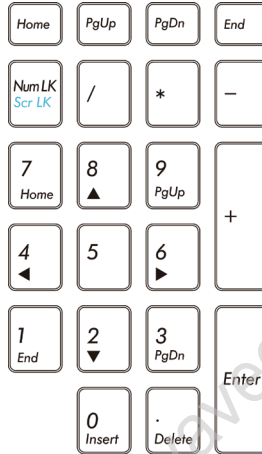 Home PgUp PgDn End
Num LK / * −
Scr LK
7 8 9
Home ▲ PgUp
+
4 5 6
◀ ▶
1 2 3
End ▼ PgDn
Enter
0 .
Insert Delete